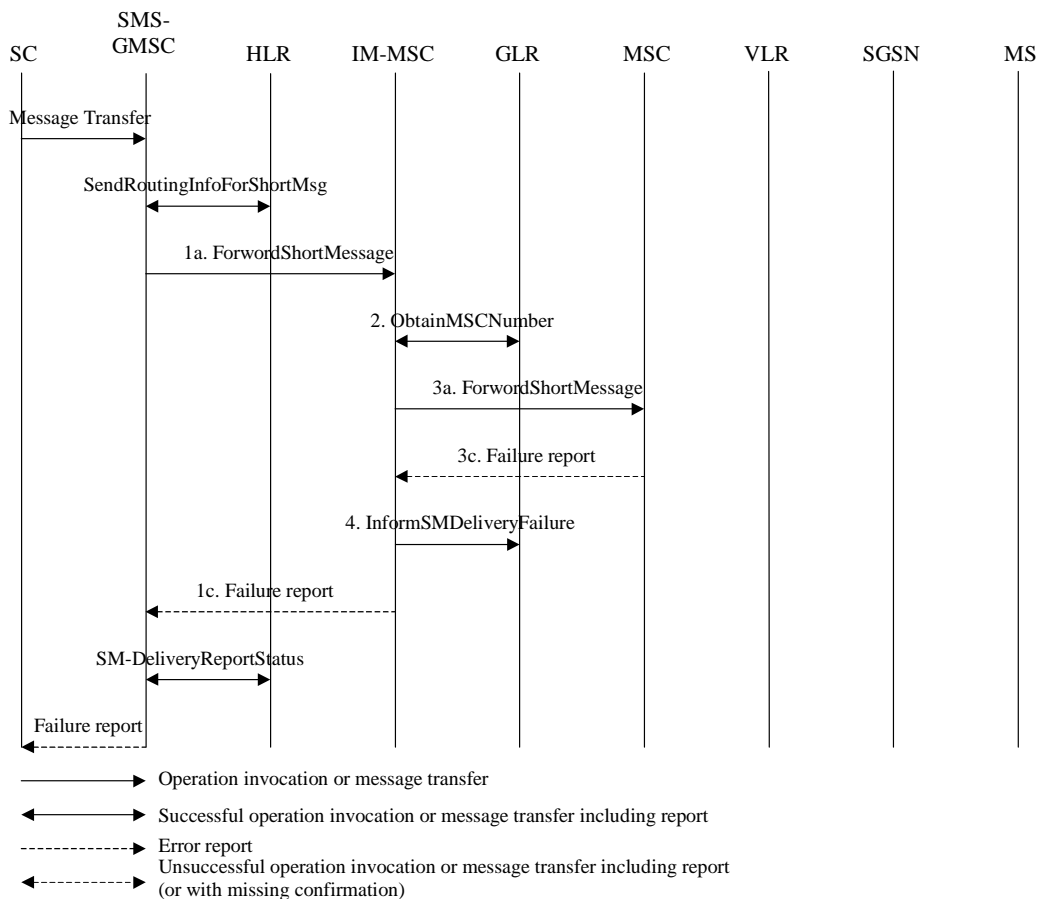 SMS-
GMSC
SC
HLR
IM-MSC
GLR
MSC
VLR
SGSN
MS
Message Transfer
SendRoutingInfoForShortMsg
1a. ForwordShortMessage
2. ObtainMSCNumber
3a. ForwordShortMessage
3c. Failure report
4. InformSMDeliveryFailure
1c. Failure report
SM-DeliveryReportStatus
Failure report
Operation invocation or message transfer
Successful operation invocation or message transfer including report
Error report
Unsuccessful operation invocation or message transfer including report
(or with missing confirmation)